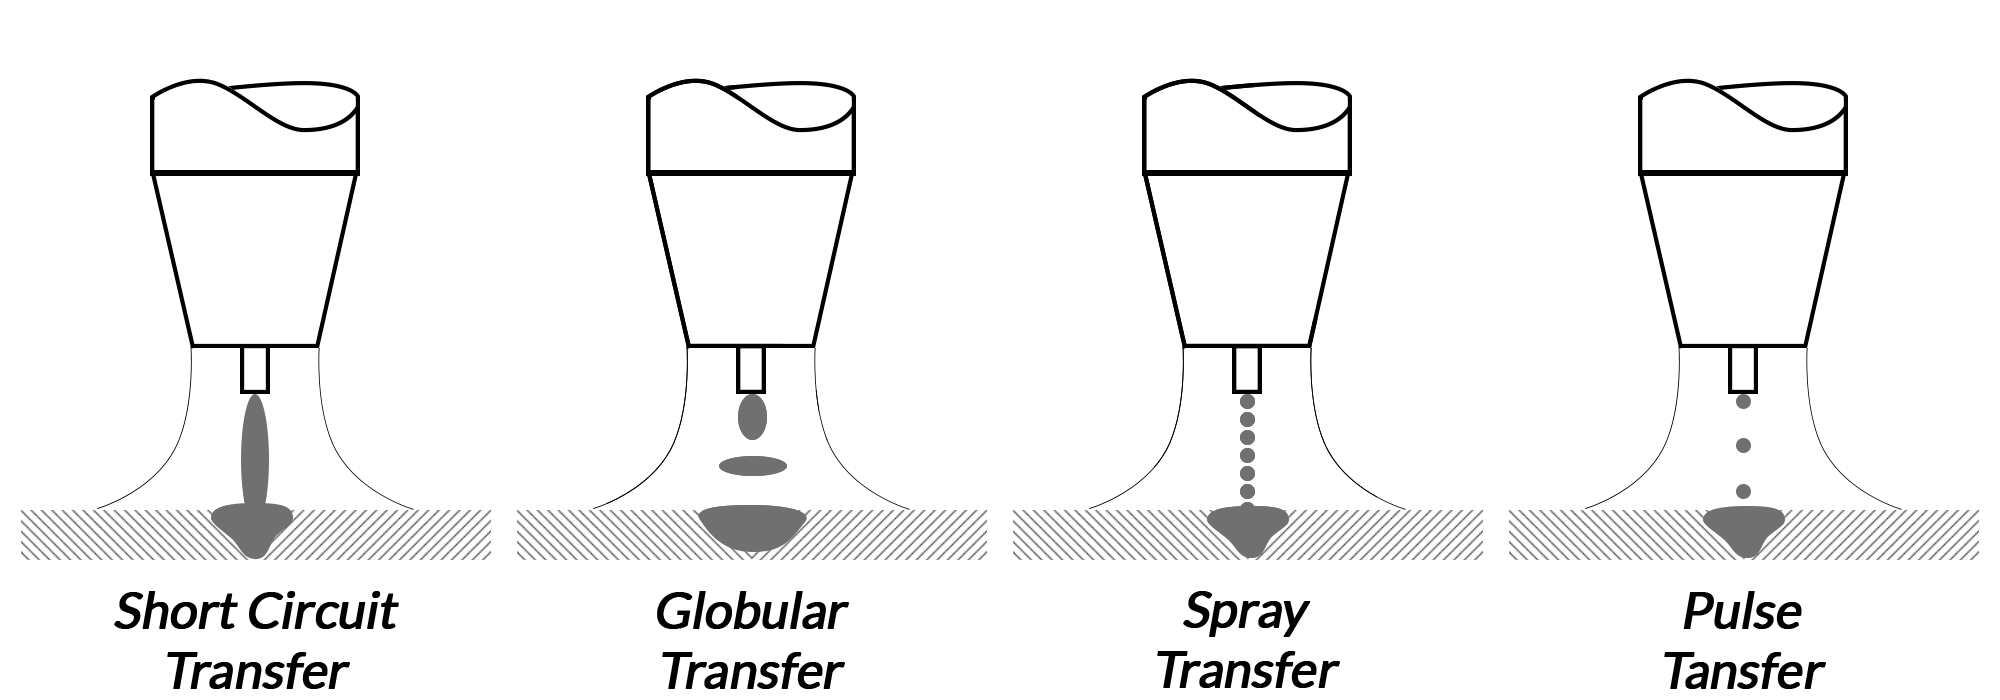 Short Circuit
Transfer
Globular
Transfer
Spray
Transfer
Pulse
Tansfer